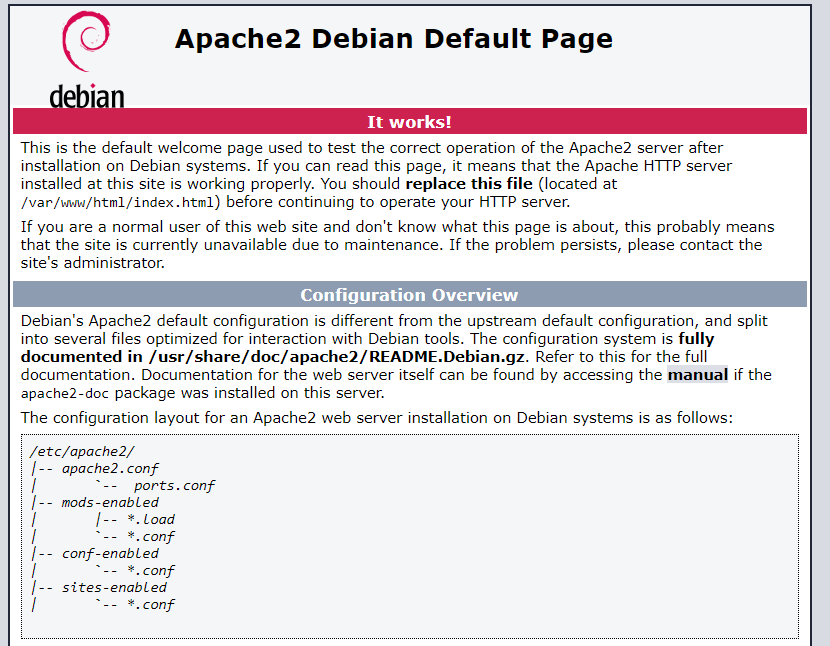 debian
Apache2 Debian Default Page
It works!
This is the default welcome page used to test the correct operation of the Apache2 server after
installation on Debian systems. If you can read this page, it means that the Apache HTTP server
installed at this site is working properly. You should replace this file (located at
/var/www/html/index.html) before continuing to operate your HTTP server.
If you are a normal user of this web site and don't know what this page is about, this probably means
that the site is currently unavailable due to maintenance. If the problem persists, please contact the
site's administrator.
Configuration Overview
Debian's Apache2 default configuration is different from the upstream default configuration, and split
into several files optimized for interaction with Debian tools. The configuration system is fully
documented in /usr/share/doc/apache2/README.Debian.gz. Refer to this for the full
documentation. Documentation for the web server itself can be found by accessing the manual if the
apache2-doc package was installed on this server.
The configuration layout for an Apache2 web server installation on Debian systems is as follows:
/etc/apache2/
|-- apache2.conf
|       `--  ports.conf
|-- mods-enabled
|       |-- *.load
|       `-- *.conf
|-- conf-enabled
|       `-- *.conf
|-- sites-enabled
|       `-- *.conf